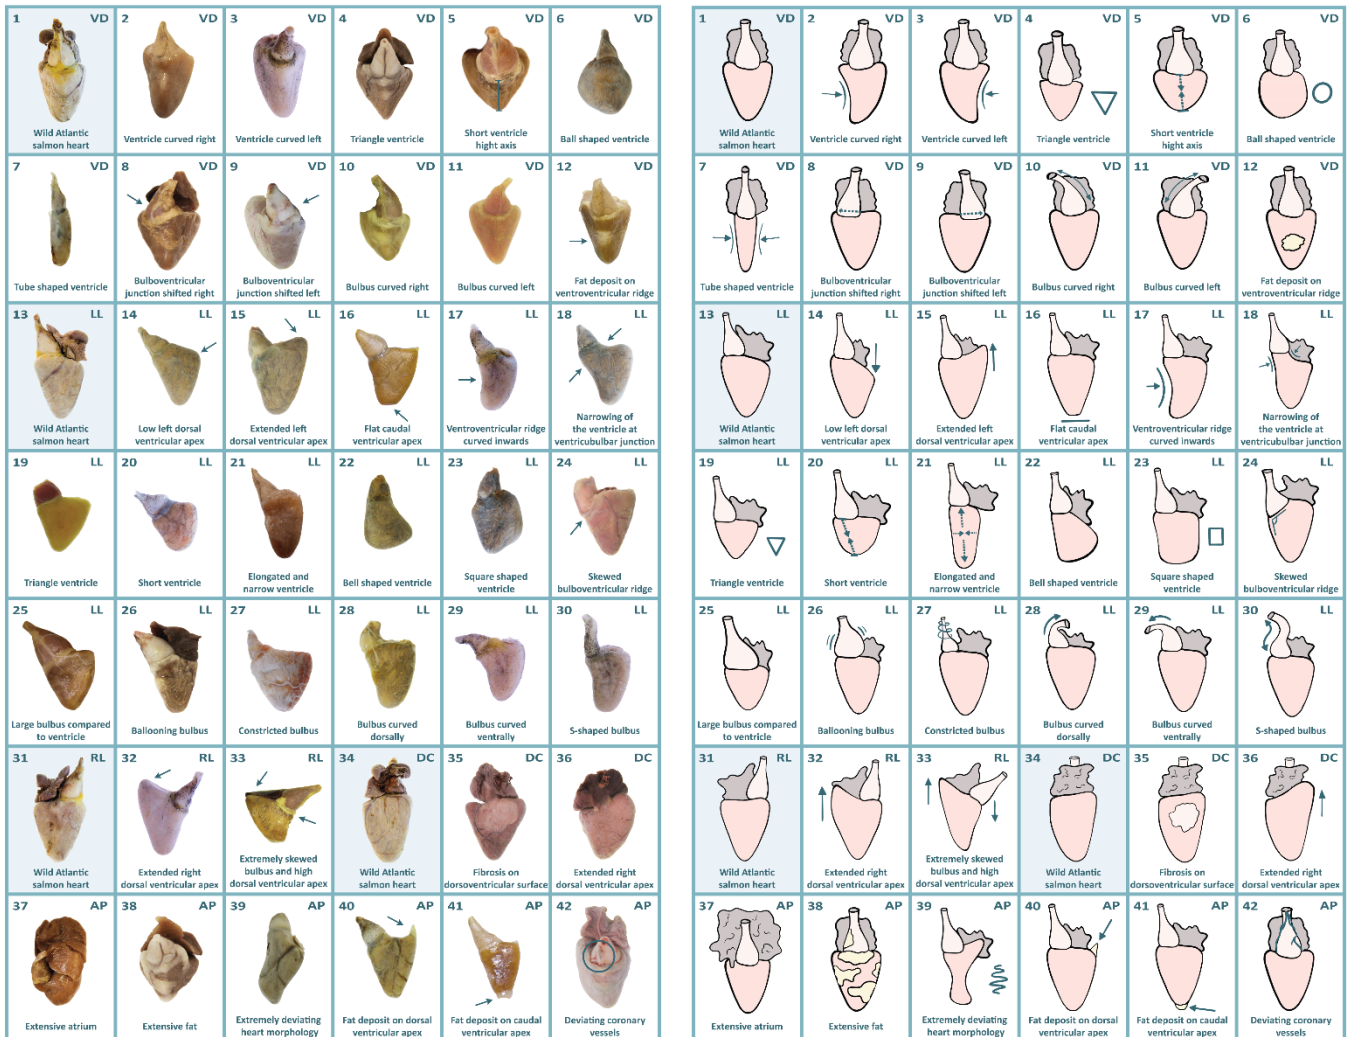 1 VD
Wild Atlantic
salmon heart
2 VD
Ventricle curved right
3 VD
Ventricle curved left
4 VD
Triangle ventricle
5 VD
Short ventricle
hight axis
6 VD
Ball shaped ventricle
7 VD
Tube shaped ventricle
8 VD
Bulboventricular
junction shifted right
9 VD
Bulboventricular
junction shifted left
10 VD
Bulbus curved right
11 VD
Bulbus curved left
12 VD
Fat deposit on
ventroventricular ridge
13 LL
Wild Atlantic
salmon heart
14 LL
Low left dorsal
ventricular apex
15 LL
Extended left
dorsal ventricular apex
16 LL
Flat caudal
ventricular apex
17 LL
Ventroventricular ridge
curved inwards
18 LL
Narrowing of
the ventricle at
ventricubulbar junction
19 LL
Triangle ventricle
20 LL
Short ventricle
21 LL
Elongated and
narrow ventricle
22 LL
Bell shaped ventricle
23 LL
Square shaped
ventricle
24 LL
Skewed
bulboventricular ridge
25 LL
Large bulbus compared
to ventricle
26 LL
Ballooning bulbus
27 LL
Constricted bulbus
28 LL
Bulbus curved
dorsally
29 LL
Bulbus curved
ventrally
30 LL
S-shaped bulbus
31 RL
Wild Atlantic
salmon heart
32 RL
Extended right
dorsal ventricular apex
33 RL
Extremely skewed
bulbus and high
dorsal ventricular apex
34 DC
Wild Atlantic
salmon heart
35 DC
Fibrosis on
dorsoventricular surface
36 DC
Extended right
dorsal ventricular apex
37 AP
Extensive atrium
38 AP
Extensive fat
39 AP
Extremely deviating
heart morphology
40 AP
Fat deposit on dorsal
ventricular apex
41 AP
Fat deposit on caudal
ventricular apex
42 AP
Deviating coronary
vessels
1 VD
Wild Atlantic
salmon heart
2 VD
Ventricle curved right
3 VD
Ventricle curved left
4 VD
Triangle ventricle
5 VD
Short ventricle
hight axis
6 VD
Ball shaped ventricle
7 VD
Tube shaped ventricle
8 VD
Bulboventricular
junction shifted right
9 VD
Bulboventricular
junction shifted left
10 VD
Bulbus curved right
11 VD
Bulbus curved left
12 VD
Fat deposit on
ventroventricular ridge
13 LL
Wild Atlantic
salmon heart
14 LL
Low left dorsal
ventricular apex
15 LL
Extended left
dorsal ventricular apex
16 LL
Flat caudal
ventricular apex
17 LL
Ventroventricular ridge
curved inwards
18 LL
Narrowing of
the ventricle at
ventricubulbar junction
19 LL
Triangle ventricle
20 LL
Short ventricle
21 LL
Elongated and
narrow ventricle
22 LL
Bell shaped ventricle
23 LL
Square shaped
ventricle
24 LL
Skewed
bulboventricular ridge
25 LL
Large bulbus compared
to ventricle
26 LL
Ballooning bulbus
27 LL
Constricted bulbus
28 LL
Bulbus curved
dorsally
29 LL
Bulbus curved
ventrally
30 LL
S-shaped bulbus
31 RL
Wild Atlantic
salmon heart
32 RL
Extended right
dorsal ventricular apex
33 RL
Extremely skewed
bulbus and high
dorsal ventricular apex
34 DC
Wild Atlantic
salmon heart
35 DC
Fibrosis on
dorsoventricular surface
36 DC
Extended right
dorsal ventricular apex
37 AP
Extensive atrium
38 AP
Extensive fat
39 AP
Extremely deviating
heart morphology
40 AP
Fat deposit on dorsal
ventricular apex
41 AP
Fat deposit on caudal
ventricular apex
42 AP
Deviating coronary
vessels